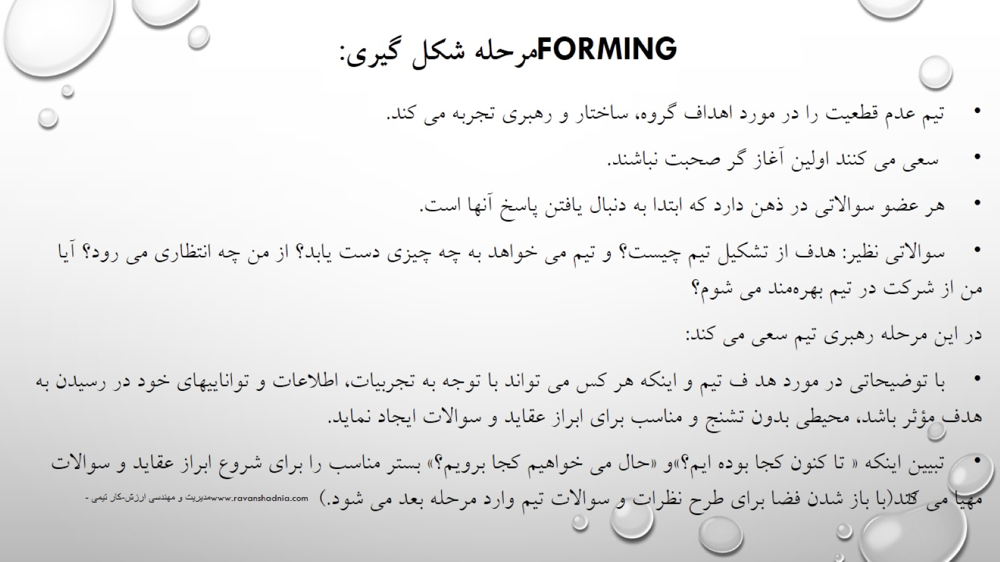 FORMINGمرحله شکل گیری:
• تیم عدم قطعیت را در مورد اهداف گروه، ساختار و رهبری تجربه می کند.
• سعی می کنند اولین آغاز گر صحبت نباشند.
• هر عضو سوالاتی در ذهن دارد که ابتدا به دنبال یافتن پاسخ آنها است.
• سوالاتی نظیر: هدف از تشکیل تیم چیست؟ و تیم می خواهد به چه چیزی دست یابد؟ از من چه انتظاری می رود؟ آیا
من از شرکت در تیم بهره‌مند می شوم؟
در این مرحله رهبری تیم سعی می کند:
• با توضیحاتی در مورد هد ف تیم و اینکه هر کس می تواند با توجه به تجربیات، اطلاعات و تواناییهای خود در رسیدن به
هدف مؤثر باشد، محیطی بدون تشنج و مناسب برای ابراز عقاید و سوالات ایجاد نماید.
• تبیین اینکه « تا کنون کجا بوده ایم؟»و «حال می خواهیم کجا برویم؟» بستر مناسب را برای شروع ابراز عقاید و سوالات
مهیا می کند(با باز شدن فضا برای طرح نظرات و سوالات تیم وارد مرحله بعد می شود.)
www.ravanshadnia.comمدیریت و مهندسی ارزش-کار تیمی -